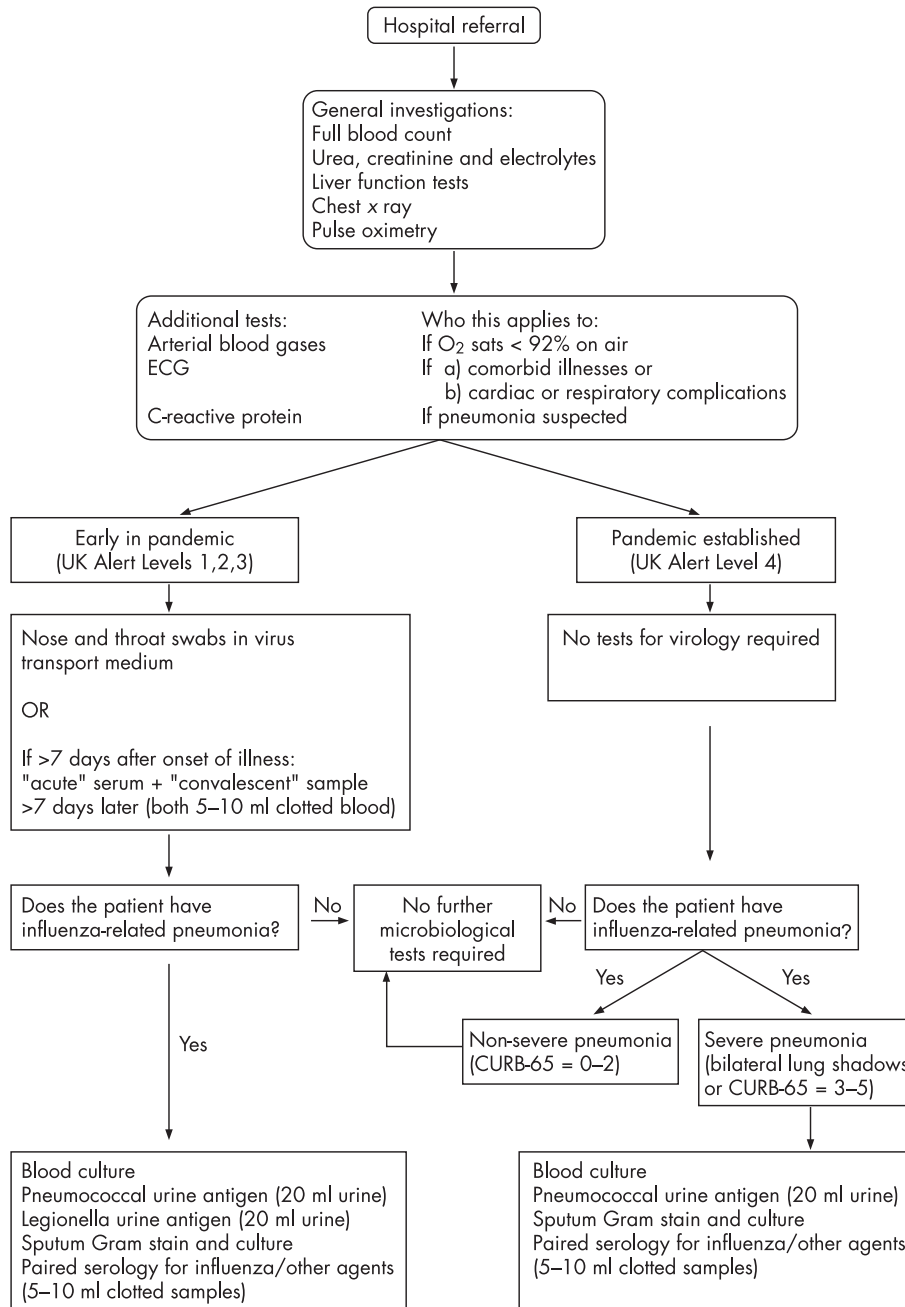 Hospital referral
General investigations:
Full blood count
Urea, creatinine and electrolytes
Liver function tests
Chest x ray
Pulse oximetry
Additional tests:
Who this applies to:
Arterial blood gases
If O₂ sats < 92% on air
ECG
If a) comorbid illnesses or
b) cardiac or respiratory complications
C-reactive protein
If pneumonia suspected
Early in pandemic
(UK Alert Levels 1,2,3)
Pandemic established
(UK Alert Level 4)
Nose and throat swabs in virus
transport medium
OR
If >7 days after onset of illness:
"acute" serum + "convalescent" sample
>7 days later (both 5–10 ml clotted blood)
No tests for virology required
Does the patient have
influenza-related pneumonia?
No
No further
microbiological
tests required
No
Does the patient have
influenza-related pneumonia?
Yes
Yes
Yes
Non-severe pneumonia
(CURB-65 = 0–2)
Severe pneumonia
(bilateral lung shadows
or CURB-65 = 3–5)
Blood culture
Pneumococcal urine antigen (20 ml urine)
Legionella urine antigen (20 ml urine)
Sputum Gram stain and culture
Paired serology for influenza/other agents
(5–10 ml clotted samples)
Blood culture
Pneumococcal urine antigen (20 ml urine)
Sputum Gram stain and culture
Paired serology for influenza/other agents
(5–10 ml clotted samples)